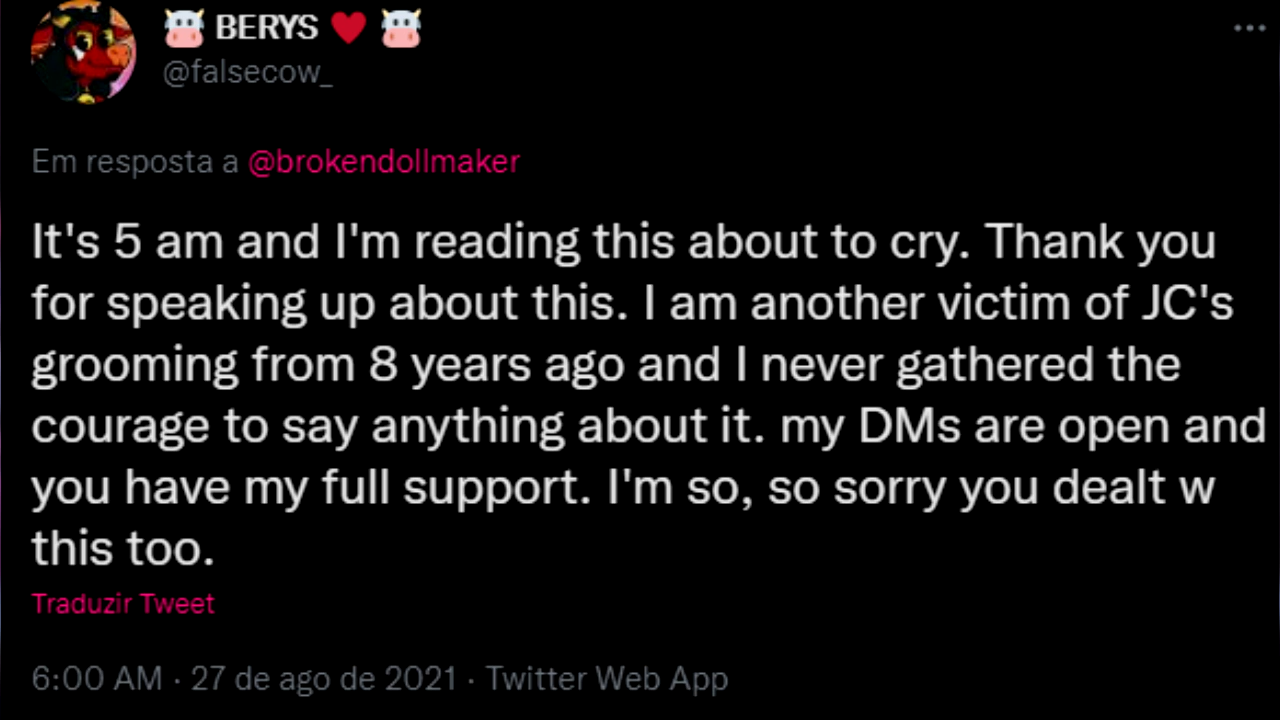 🐮 BERYS ♥ 🐮
@falsecow_
Em resposta a @brokendollmaker
It's 5 am and I'm reading this about to cry. Thank you
for speaking up about this. I am another victim of JC's
grooming from 8 years ago and I never gathered the
courage to say anything about it. my DMs are open and
you have my full support. I'm so, so sorry you dealt w
this too.
Traduzir Tweet
6:00 AM · 27 de ago de 2021 · Twitter Web App